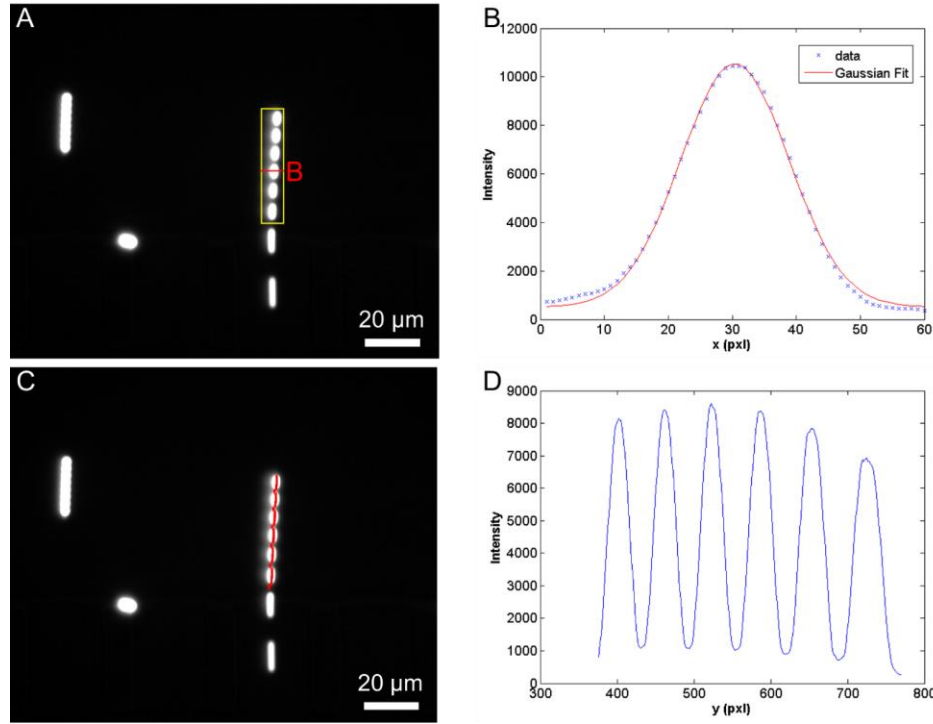 A
B
20 µm
B
12000
10000
8000
6000
4000
2000
0
0
10
20
30
40
50
60
Intensity
x (pxl)
data
Gaussian Fit
C
20 µm
D
9000
8000
7000
6000
5000
4000
3000
2000
1000
0
300
400
500
600
700
800
Intensity
y (pxl)